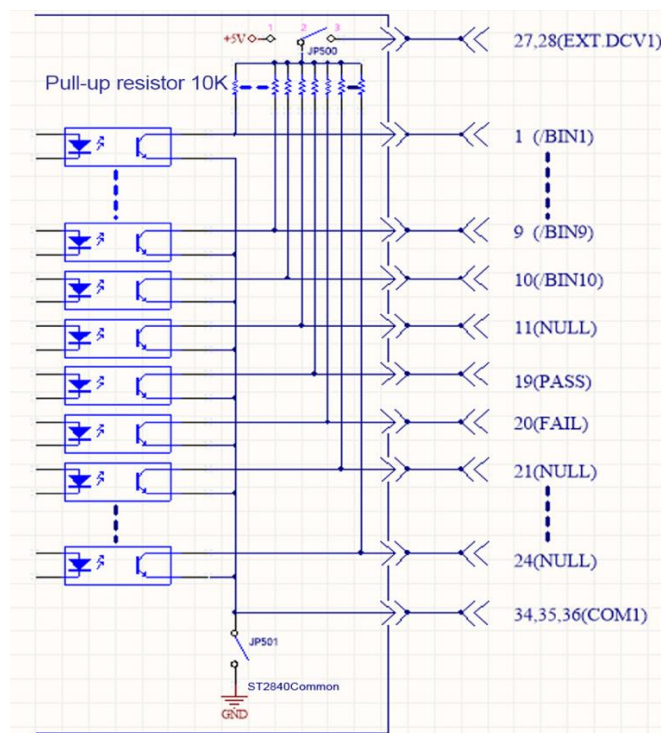 1 2 3
+5V
27,28(EXT.DCV1)
JP500
Pull-up resistor 10K
1 (/BIN1)
9 (/BIN9)
10(/BIN10)
11(NULL)
19(PASS)
20(FAIL)
21(NULL)
24(NULL)
34,35,36(COM1)
JP501
ST2840Common
GND